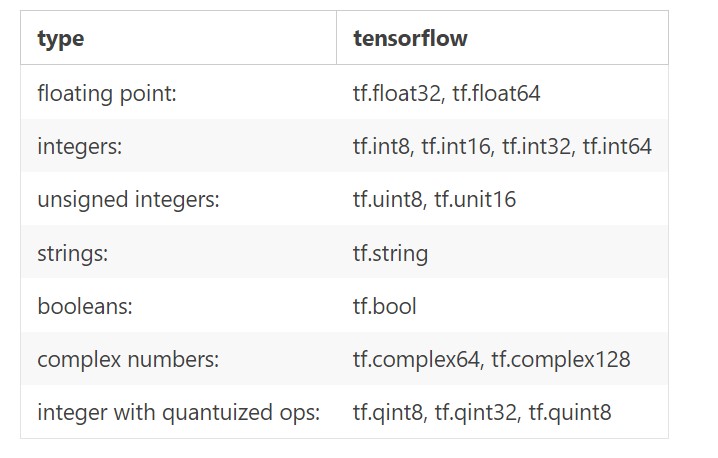 type tensorflow
floating point: tf.float32, tf.float64
integers: tf.int8, tf.int16, tf.int32, tf.int64
unsigned integers: tf.uint8, tf.unit16
strings: tf.string
booleans: tf.bool
complex numbers: tf.complex64, tf.complex128
integer with quantuized ops: tf.qint8, tf.qint32, tf.quint8